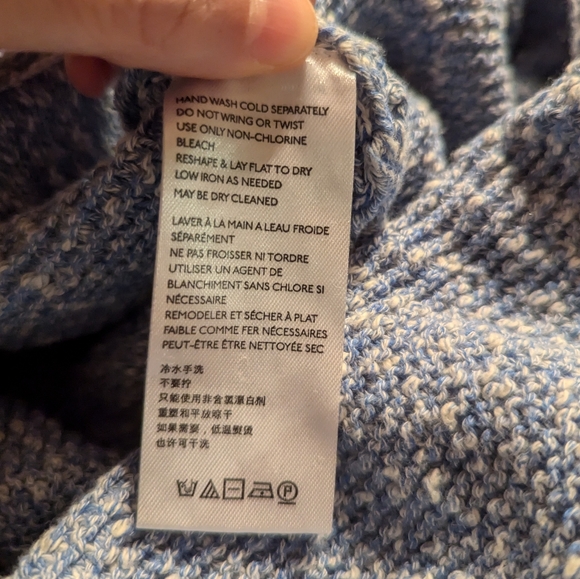 HAND WASH COLD SEPARATELY
DO NOT WRING OR TWIST
USE ONLY NON-CHLORINE
BLEACH
RESHAPE & LAY FLAT TO DRY
LOW IRON AS NEEDED
MAY BE DRY CLEANED
LAVER À LA MAIN A LEAU FROIDE
SÉPARÉMENT
NE PAS FROISSER NI TORDRE
UTILISER UN AGENT DE
BLANCHIMENT SANS CHLORE SI
NÉCESSAIRE
REMODELER ET SÉCHER À PLAT
FAIBLE COMME FER NÉCESSAIRES
PEUT-ÊTRE ÊTRE NETTOYÉE SEC
冷水手洗
不要拧
只能使用非含氯漂白剂
重塑和平放晾干
如果需要，低温熨烫
也许可干洗
P